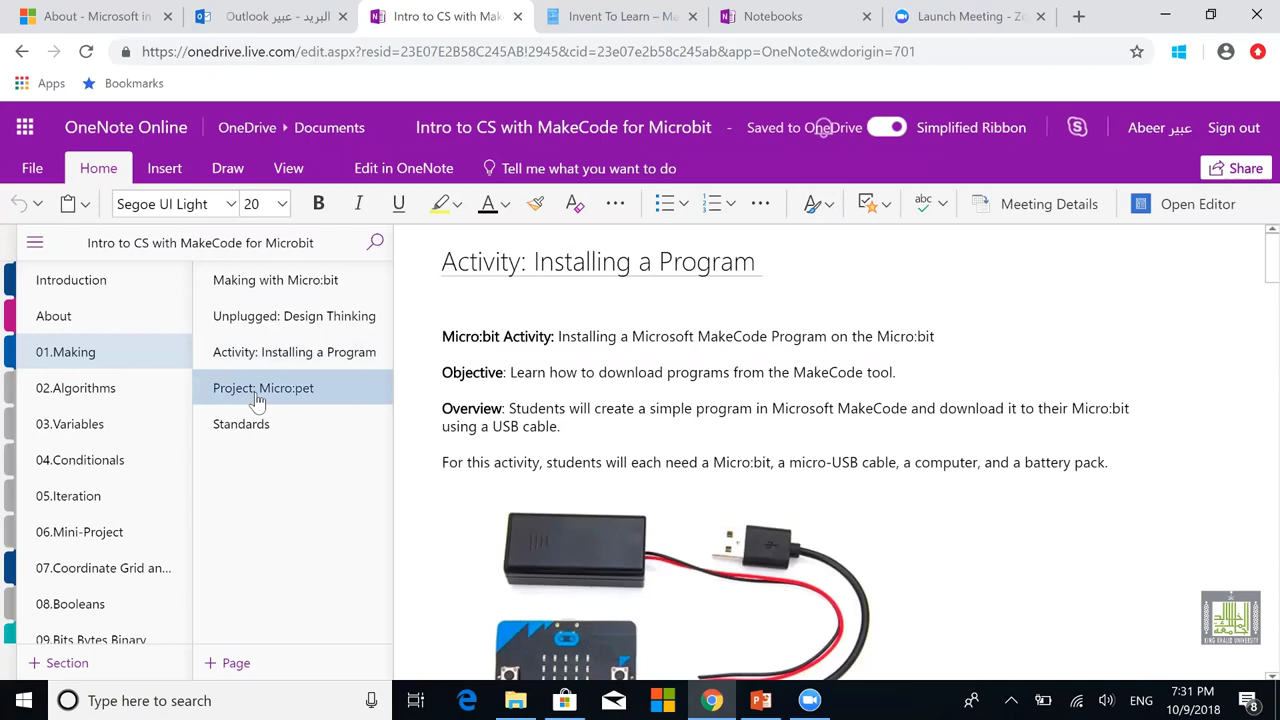 About - Microsoft in
البريد - عبير Outlook
Intro to CS with Mak
Invent To Learn – M
Notebooks
Launch Meeting - Zo
https://onedrive.live.com/edit.aspx?resid=23E07E2B58C245AB!2945&cid=23e07e2b58c245ab&app=OneNote&wdorigin=701
Apps
Bookmarks
OneNote Online
OneDrive
Documents
Intro to CS with MakeCode for Microbit
- Saved to OneDrive
Simplified Ribbon
Abeer عبير
Sign out
File
Home
Insert
Draw
View
Edit in OneNote
Tell me what you want to do
Share
Segoe UI Light
20
B
I
U
A
A
abc
Meeting Details
Open Editor
Intro to CS with MakeCode for Microbit
Introduction
About
01.Making
02.Algorithms
03.Variables
04.Conditionals
05.Iteration
06.Mini-Project
07.Coordinate Grid an...
08.Booleans
09.Bits Bytes Binary
+ Section
Making with Micro:bit
Unplugged: Design Thinking
Activity: Installing a Program
Project: Micro:pet
Standards
+ Page
Activity: Installing a Program
Micro:bit Activity: Installing a Microsoft MakeCode Program on the Micro:bit
Objective: Learn how to download programs from the MakeCode tool.
Overview: Students will create a simple program in Microsoft MakeCode and download it to their Micro:bit
using a USB cable.
For this activity, students will each need a Micro:bit, a micro-USB cable, a computer, and a battery pack.
KING KHALID UNIVERSITY
Type here to search
ENG
7:31 PM
10/9/2018
8